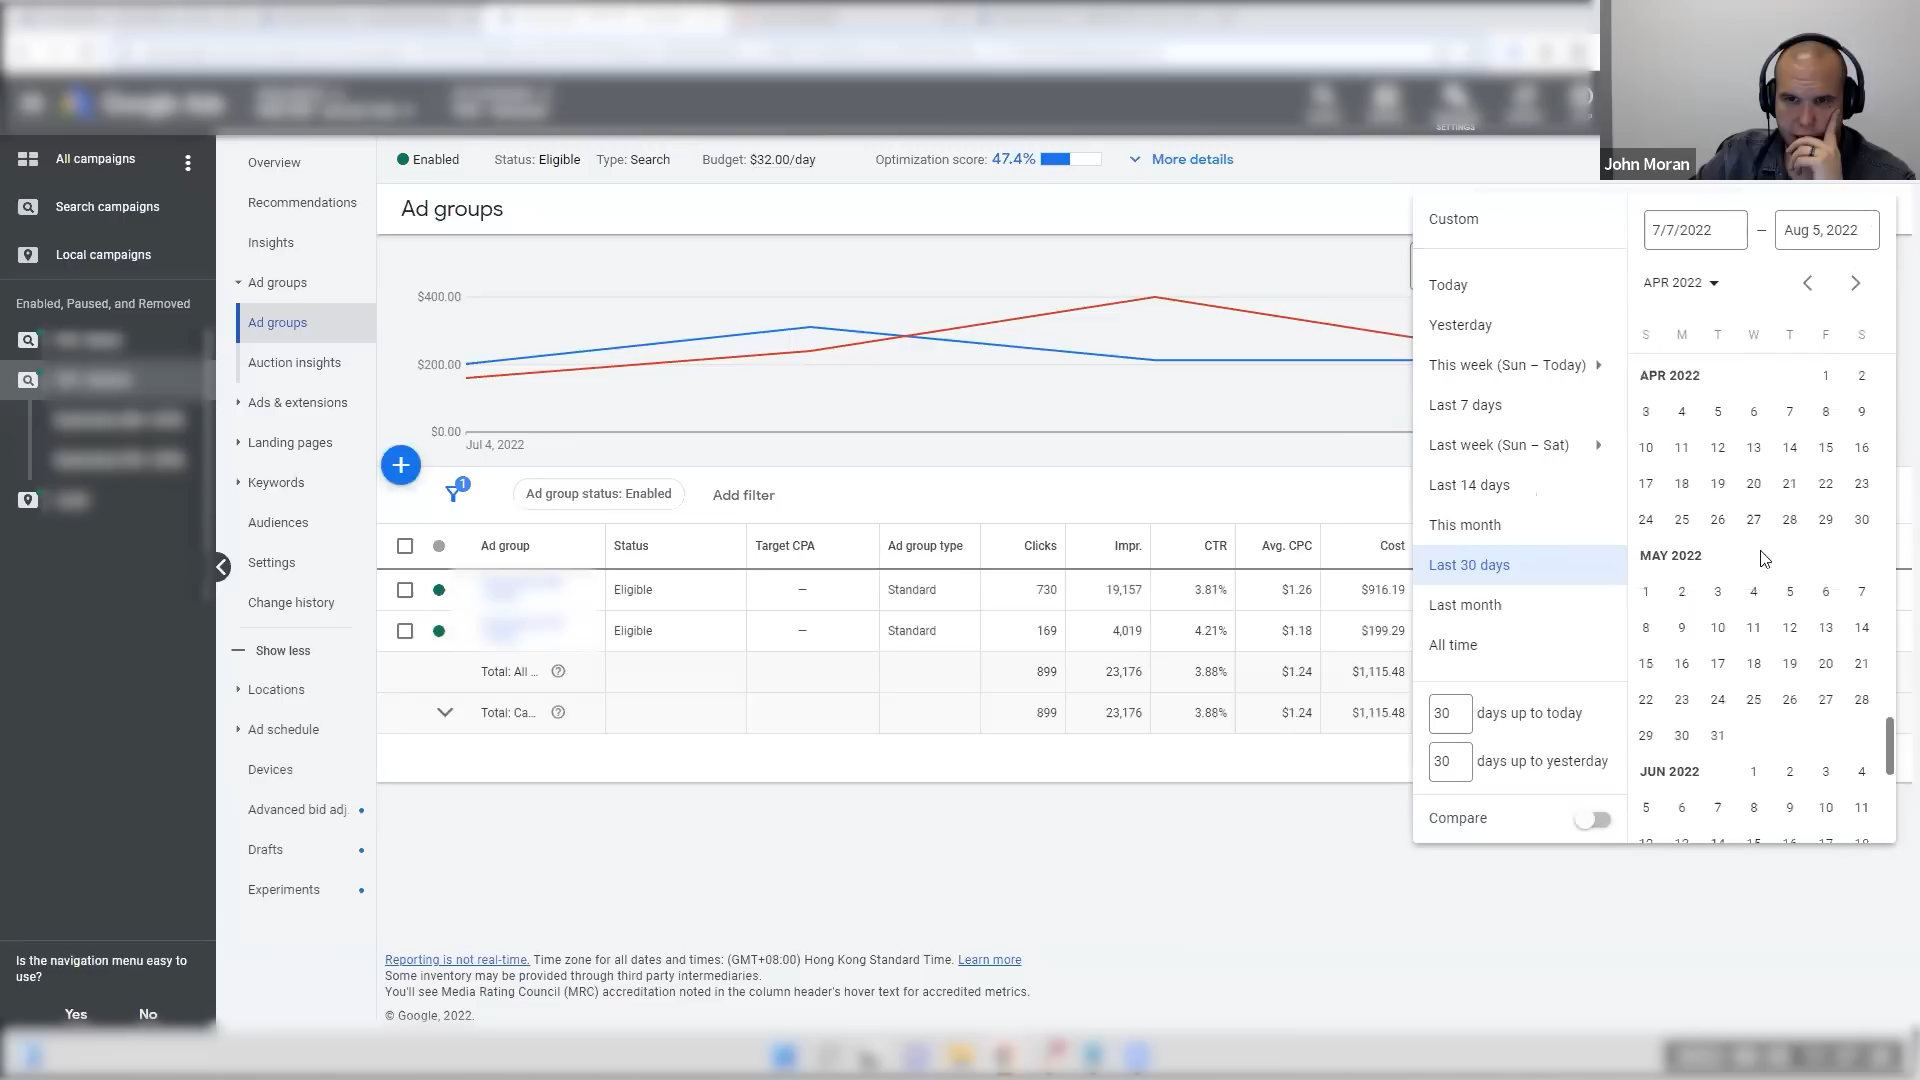 SETTINGS
John Moran
All campaigns
Search campaigns
Local campaigns
Enabled, Paused, and Removed
Is the navigation menu easy to
use?
Yes No
Overview
Recommendations
Insights
Ad groups
Ad groups
Auction insights
Ads & extensions
Landing pages
Keywords
Audiences
Settings
Change history
Show less
Locations
Ad schedule
Devices
Advanced bid adj.
Drafts
Experiments
Enabled Status: Eligible Type: Search Budget: $32.00/day Optimization score: 47.4% More details
Ad groups
$400.00
$200.00
$0.00
Jul 4, 2022
1
Ad group status: Enabled Add filter
Ad group Status Target CPA Ad group type Clicks Impr. CTR Avg. CPC Cost
Eligible — Standard 730 19,157 3.81% $1.26 $916.19
Eligible — Standard 169 4,019 4.21% $1.18 $199.29
Total: All ... 899 23,176 3.88% $1.24 $1,115.48
Total: Ca... 899 23,176 3.88% $1.24 $1,115.48
Reporting is not real-time. Time zone for all dates and times: (GMT+08:00) Hong Kong Standard Time. Learn more
Some inventory may be provided through third party intermediaries.
You'll see Media Rating Council (MRC) accreditation noted in the column header's hover text for accredited metrics.
© Google, 2022.
Custom
Today
Yesterday
This week (Sun – Today)
Last 7 days
Last week (Sun – Sat)
Last 14 days
This month
Last 30 days
Last month
All time
30 days up to today
30 days up to yesterday
Compare
7/7/2022 — Aug 5, 2022
APR 2022
S M T W T F S
APR 2022 1 2
3 4 5 6 7 8 9
10 11 12 13 14 15 16
17 18 19 20 21 22 23
24 25 26 27 28 29 30
MAY 2022
1 2 3 4 5 6 7
8 9 10 11 12 13 14
15 16 17 18 19 20 21
22 23 24 25 26 27 28
29 30 31
JUN 2022 1 2 3 4
5 6 7 8 9 10 11
12 13 14 15 16 17 18